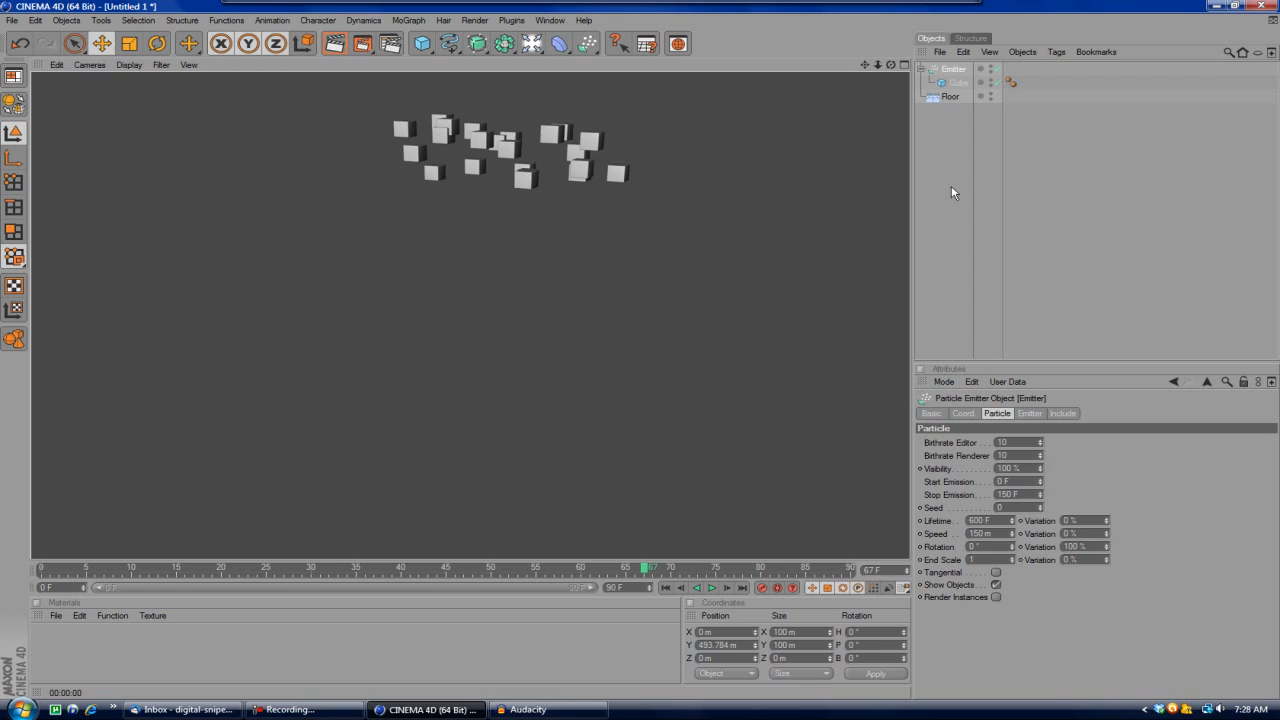 CINEMA 4D (64 Bit) - [Untitled 1 *]
File Edit Objects Tools Selection Structure Functions Animation Character Dynamics MoGraph Hair Render Plugins Window Help
Edit Cameras Display Filter View
Objects Structure
File Edit View Objects Tags Bookmarks
Emitter
Cube
Floor
Attributes
Mode Edit User Data
Particle Emitter Object [Emitter]
Basic Coord. Particle Emitter Include
Particle
Birthrate Editor . . . 10
Birthrate Renderer 10
Visibility. . . . . . . . . 100 %
Start Emission. . . . 0 F
Stop Emission. . . . 150 F
Seed . . . . . . . . . . 0
Lifetime. . . 600 F Variation . . 0 %
Speed . . . 150 m Variation . . 0 %
Rotation . . 0 ° Variation . . 100 %
End Scale . 1 Variation . . 0 %
Tangential . . . . . .
Show Objects. . .
Render Instances
0 5 10 15 20 25 30 35 40 45 50 55 60 67 70 75 80 85 90
67 F
0 F 0 F 90 F 90 F
Materials
File Edit Function Texture
Coordinates
Position Size Rotation
X 0 m X 100 m H 0 °
Y 493.784 m Y 100 m P 0 °
Z 0 m Z 0 m B 0 °
Object Size Apply
MAXON
CINEMA 4D
00:00:00
Inbox - digital-snipe... Recording... CINEMA 4D (64 Bit) - ... Audacity
7:28 AM